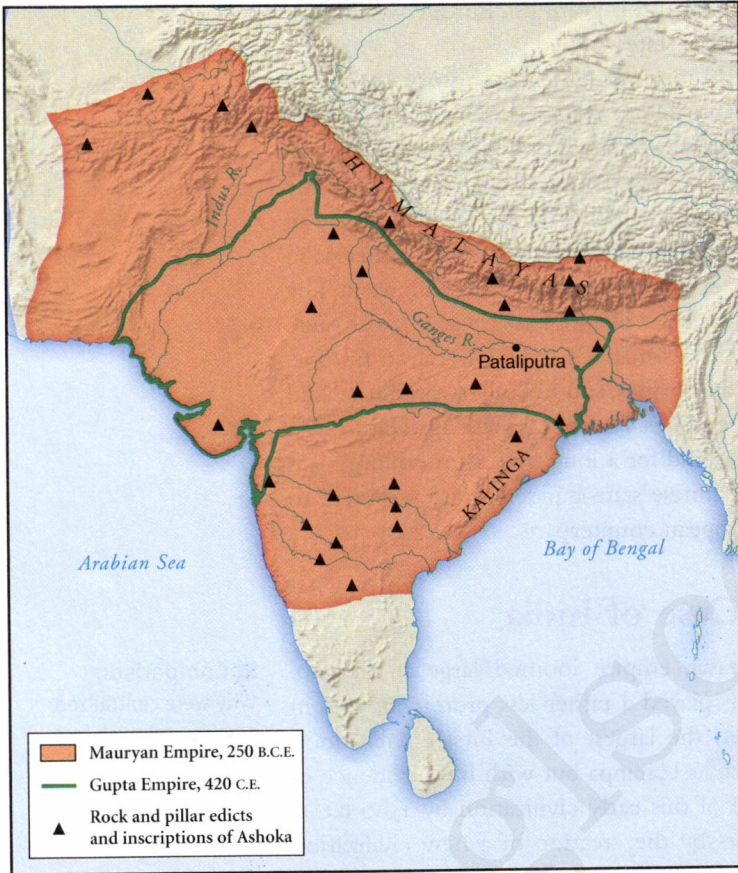 HIMALAYAS
Indus R.
Ganges R.
Pataliputra
KALINGA
Arabian Sea
Bay of Bengal
Mauryan Empire, 250 B.C.E.
Gupta Empire, 420 C.E.
Rock and pillar edicts
and inscriptions of Ashoka